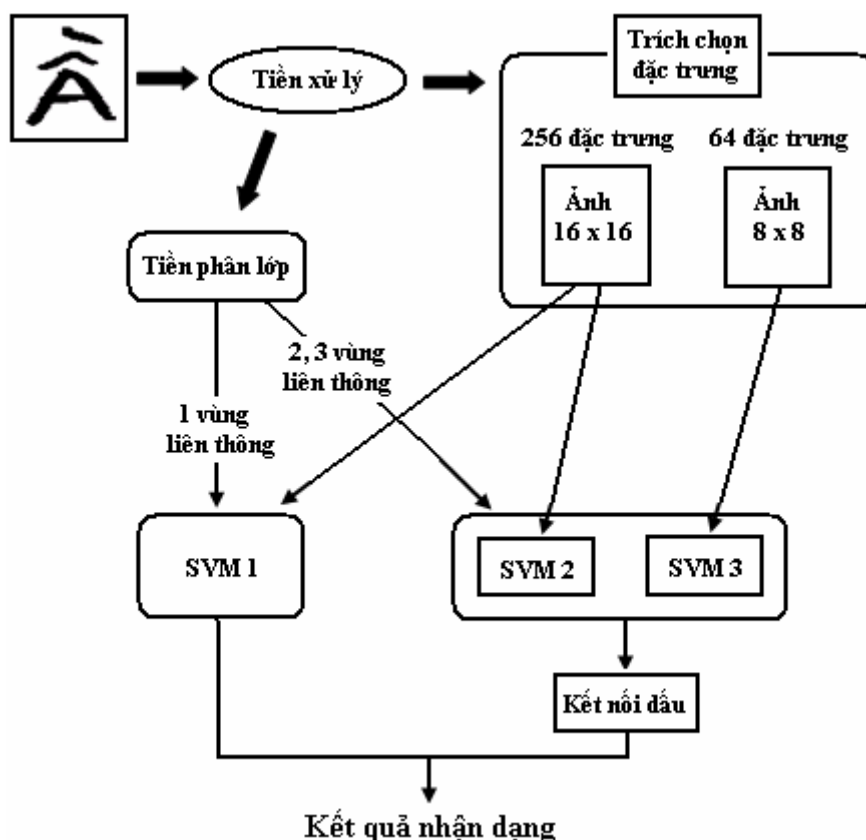 Ầ
Tiền xử lý
Trích chọn
đặc trưng
256 đặc trưng
64 đặc trưng
Ảnh
16 x 16
Ảnh
8 x 8
Tiền phân lớp
2, 3 vùng
liên thông
1 vùng
liên thông
SVM 1
SVM 2
SVM 3
Kết nối dấu
Kết quả nhận dạng